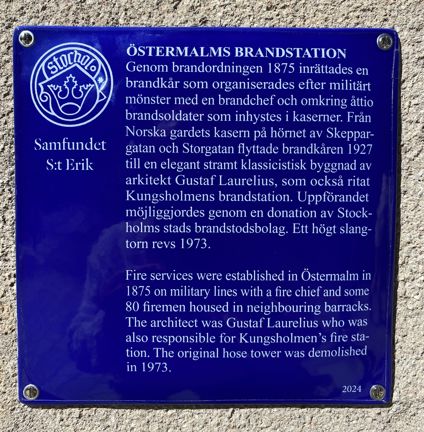 Stockholm
Samfundet
S:t Erik
ÖSTERMALMS BRANDSTATION
Genom brandordningen 1875 inrättades en
brandkår som organiserades efter militärt
mönster med en brandchef och omkring åttio
brandsoldater som inhystes i kaserner. Från
Norska gardets kasern på hörnet av Skeppar-
gatan och Storgatan flyttade brandkåren 1927
till en elegant stramt klassicistisk byggnad av
arkitekt Gustaf Laurelius, som också ritat
Kungsholmens brandstation. Uppförandet
möjliggjordes genom en donation av Stock-
holms stads brandstodsbolag. Ett högt slang-
torn revs 1973.
Fire services were established in Östermalm in
1875 on military lines with a fire chief and some
80 firemen housed in neighbouring barracks.
The architect was Gustaf Laurelius who was
also responsible for Kungsholmen's fire sta-
tion. The original hose tower was demolished
in 1973.
2024